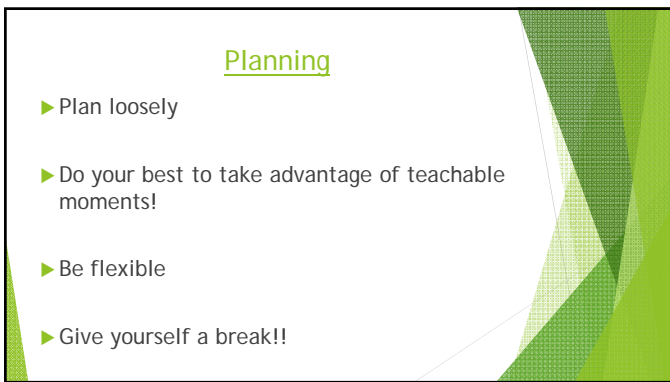 Planning
Plan loosely
Do your best to take advantage of teachable
moments!
Be flexible
Give yourself a break!!